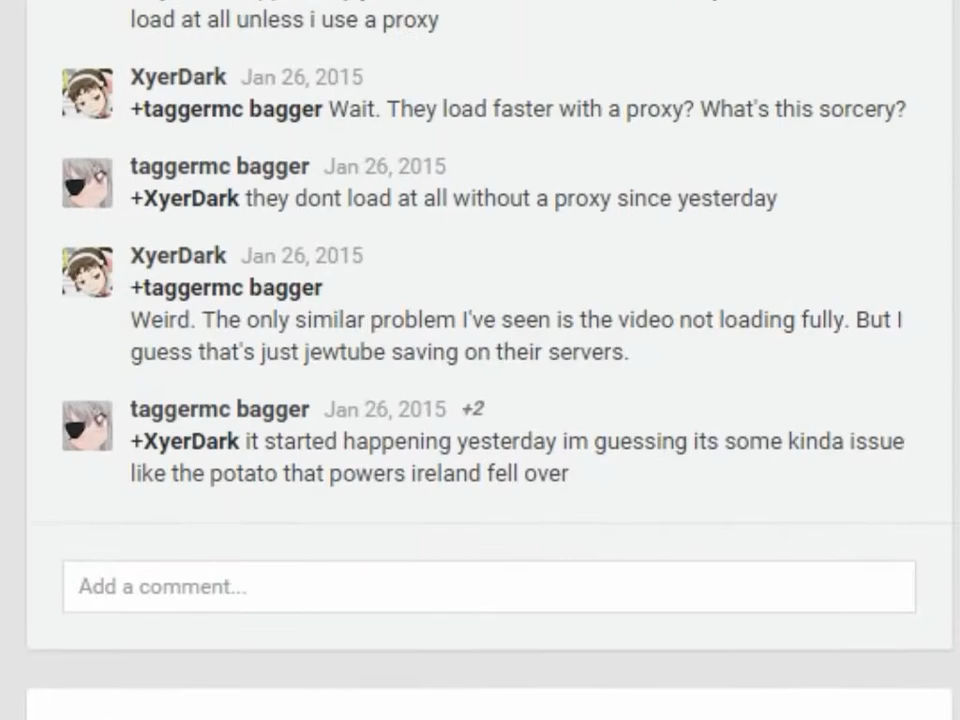 load at all unless i use a proxy
XyerDark Jan 26, 2015
+taggermc bagger Wait. They load faster with a proxy? What's this sorcery?
taggermc bagger Jan 26, 2015
+XyerDark they dont load at all without a proxy since yesterday
XyerDark Jan 26, 2015
+taggermc bagger
Weird. The only similar problem I've seen is the video not loading fully. But I
guess that's just jewtube saving on their servers.
taggermc bagger Jan 26, 2015 +2
+XyerDark it started happening yesterday im guessing its some kinda issue
like the potato that powers ireland fell over
Add a comment...